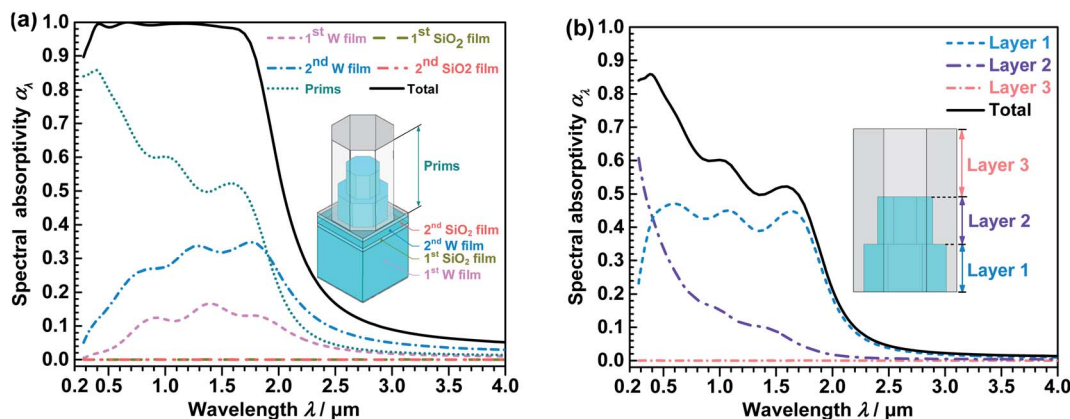 (a)
1.0
0.9
0.8
0.7
0.6
0.5
0.4
0.3
0.2
0.1
0.0
Spectral absorptivity αλ
1st W film
1st SiO2 film
2nd W film
2nd SiO2 film
Prims
Total
Prims
2nd SiO2 film
2nd W film
1st SiO2 film
1st W film
0.2 0.5 1.0 1.5 2.0 2.5 3.0 3.5 4.0
Wavelength λ / μm
(b)
1.0
0.9
0.8
0.7
0.6
0.5
0.4
0.3
0.2
0.1
0.0
Spectral absorptivity αλ
Layer 1
Layer 2
Layer 3
Total
Layer 3
Layer 2
Layer 1
0.2 0.5 1.0 1.5 2.0 2.5 3.0 3.5 4.0
Wavelength λ / μm